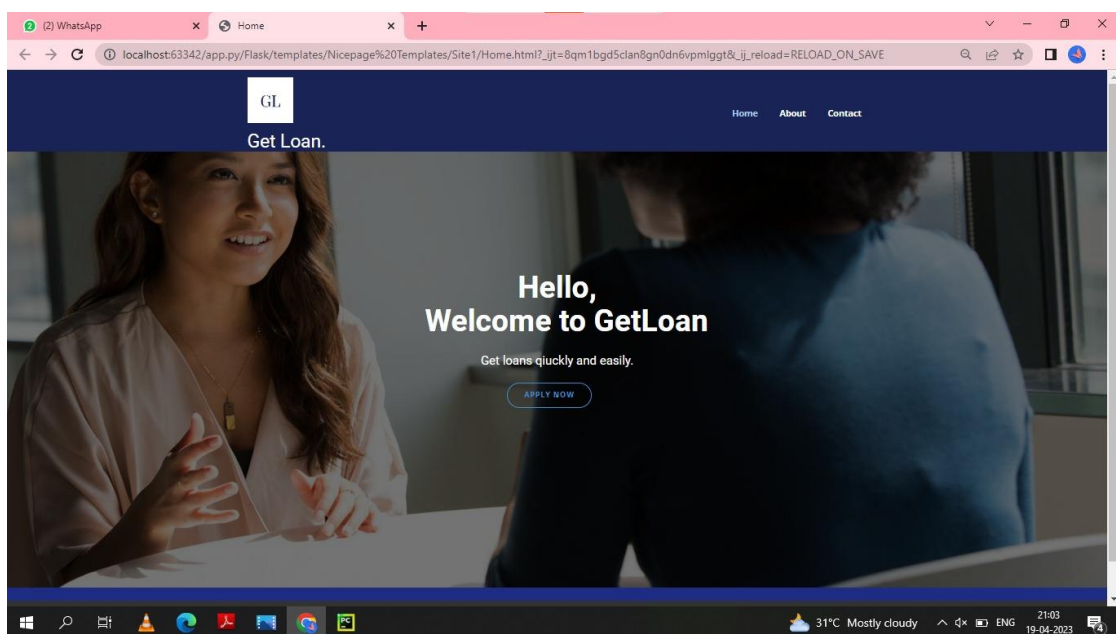 (2) WhatsApp
Home
localhost:63342/app.py/Flask/templates/Nicepage%20Templates/Site1/Home.html?_ijt=8qm1bgd5clan8gn0dn6vpmlggt&_ij_reload=RELOAD_ON_SAVE
GL
Get Loan.
Home About Contact
Hello,
Welcome to GetLoan
Get loans qiuckly and easily.
APPLY NOW
PC
31°C Mostly cloudy
ENG
21:03
19-04-2023
4